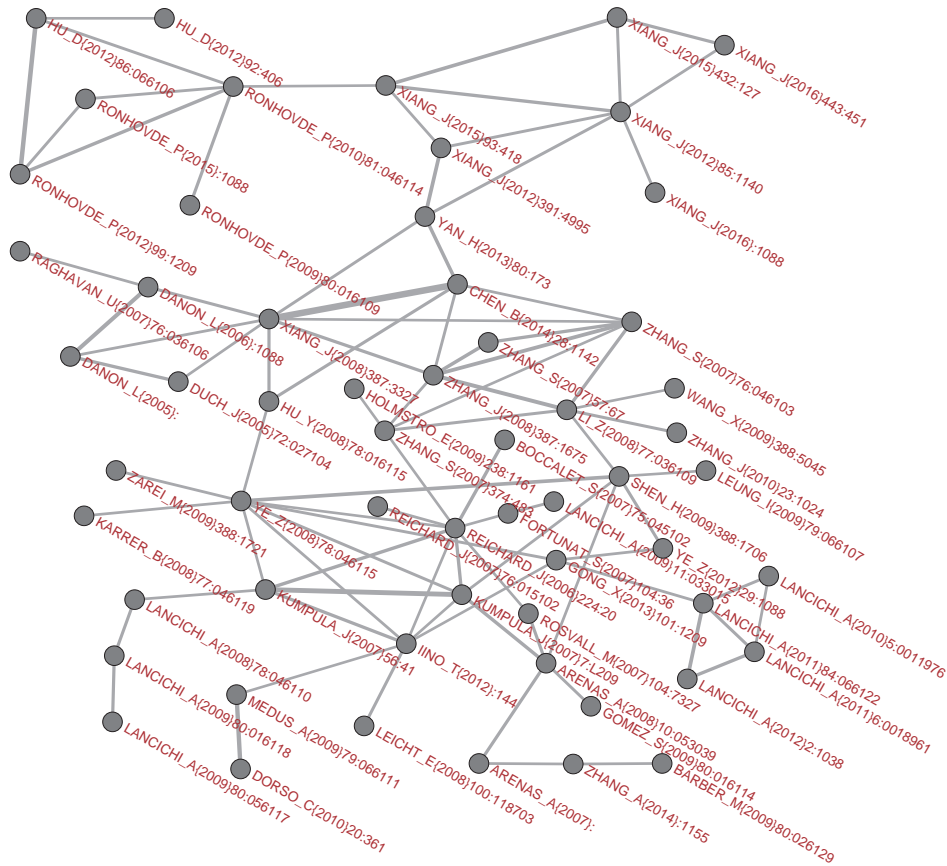 HU_D{2012}86:066106
HU_D{2012}92:406
XIANG_J{2015}432:127
XIANG_J{2016}443:451
RONHOVDE_P{2015}:1088
RONHOVDE_P{2010}81:046114
XIANG_J{2015}93:418
XIANG_J{2012}85:1140
XIANG_J{2012}391:4995
RONHOVDE_P{2012}99:1209
RONHOVDE_P{2009}80:016109
XIANG_J{2016}:1088
YAN_H{2013}80:173
RAGHAVAN_U{2007}76:036106
DANON_L{2006}:1088
CHEN_B{2014}28:1142
XIANG_J{2008}387:3327
ZHANG_S{2007}76:046103
ZHANG_S{2007}57:67
DANON_L{2005}:
DUCH_J{2005}72:027104
ZHANG_J{2008}387:1675
HOLMSTRO_E{2009}238:1161
WANG_X{2009}388:5045
HU_Y{2008}78:016115
LI_Z{2008}77:036109
ZHANG_S{2007}374:483
ZHANG_J{2010}23:1024
BOCCALET_S{2007}75:045102
ZAREI_M{2009}388:1721
SHEN_H{2009}388:1706
LEUNG_I{2009}79:066107
YE_Z{2008}78:046115
REICHARD_J{2007}76:015102
LANCICHI_A{2009}11:033015
KARRER_B{2008}77:046119
FORTUNAT_S{2007}104:36
REICHARD_J{2006}224:20
YE_Z{2012}29:1088
GONG_X{2013}101:1209
LANCICHI_A{2010}5:0011976
KUMPULA_J{2007}56:41
KUMPULA_J{2007}7:L209
LANCICHI_A{2008}78:046110
LANCICHI_A{2011}84:066122
ROSVALL_M{2007}104:7327
IINO_T{2012}:144
LANCICHI_A{2011}6:0018961
LANCICHI_A{2009}80:016118
ARENAS_A{2008}10:053039
LANCICHI_A{2012}2:1038
MEDUS_A{2009}79:066111
GOMEZ_S{2009}80:016114
LANCICHI_A{2009}80:056117
LEICHT_E{2008}100:118703
ARENAS_A{2007}:
ZHANG_A{2014}:1155
BARBER_M{2009}80:026129
DORSO_C{2010}20:361